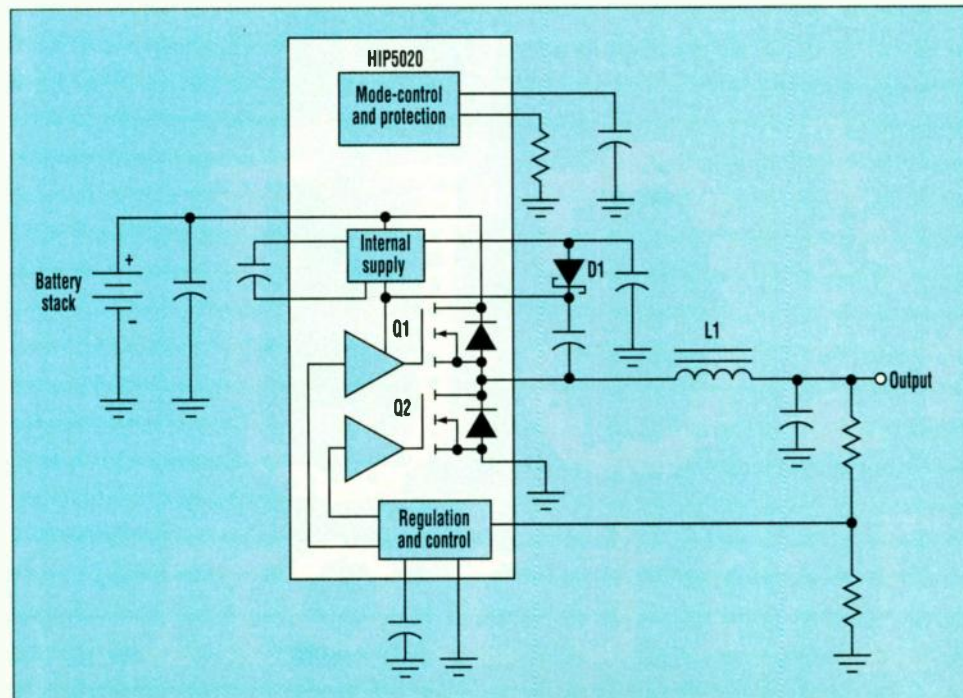 HIP5020
Mode-control
and protection
Internal
supply
+
Battery
stack
-
D1
Q1
L1
Output
Q2
Regulation
and control